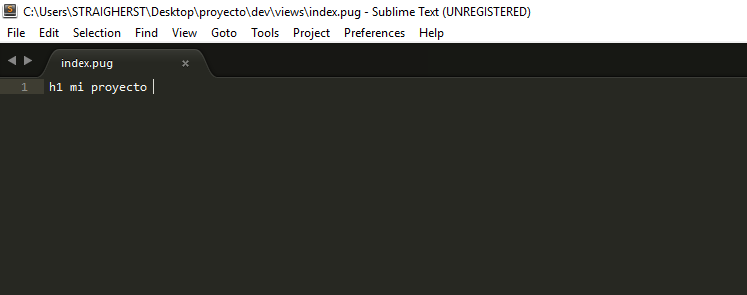 C:\Users\STRAIGHERST\Desktop\proyecto\dev\views\index.pug - Sublime Text (UNREGISTERED)
File Edit Selection Find View Goto Tools Project Preferences Help
index.pug
1 h1 mi proyecto